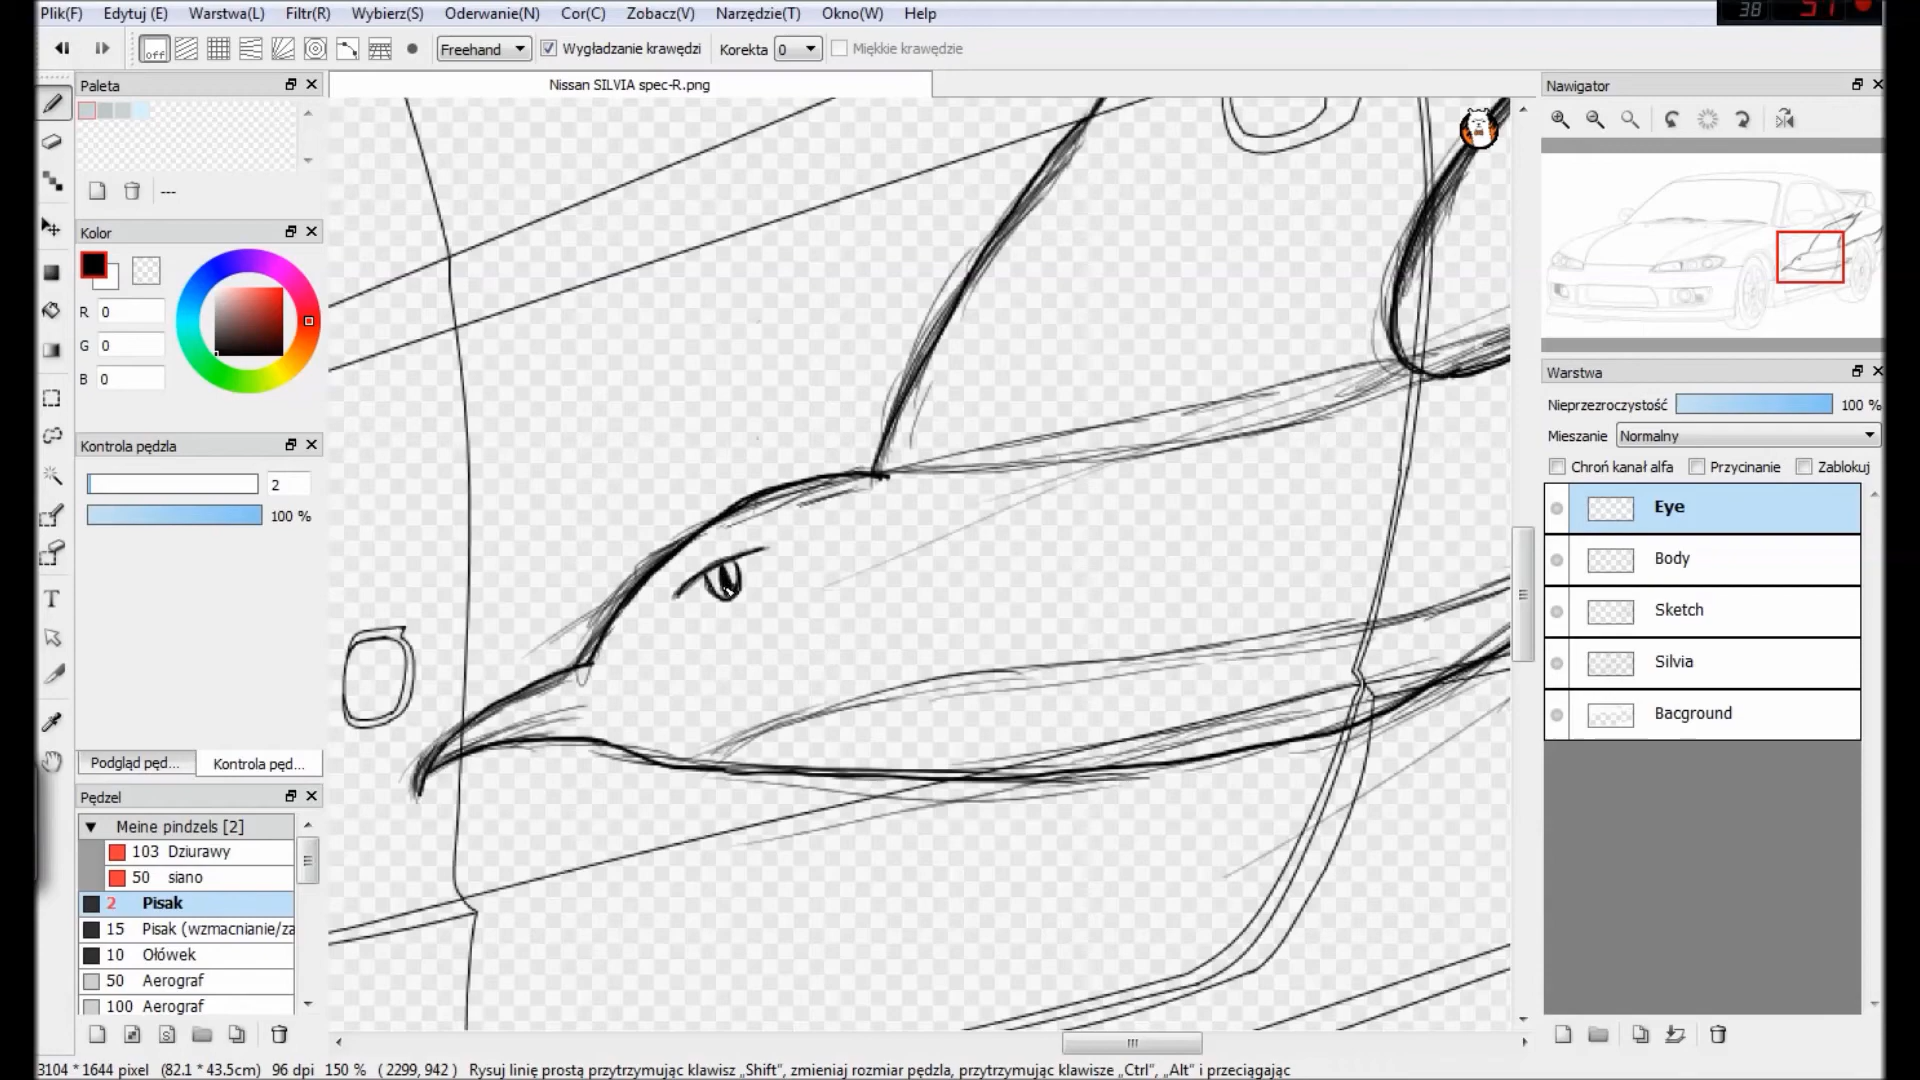 Plik(F) Edytuj (E) Warstwa(L) Filtr(R) Wybierz(S) Oderwanie(N) Cor(C) Zobacz(V) Narzędzie(T) Okno(W) Help
38 51
off Freehand Wygładzanie krawędzi Korekta 0 Miękkie krawędzie
Paleta
Nissan SILVIA spec-R.png
Nawigator
---
Kolor
R 0
G 0
B 0
Kontrola pędzla
2
100 %
Podgląd pęd... Kontrola pęd...
Pędzel
Meine pindzels [2]
103 Dziurawy
50 siano
2 Pisak
15 Pisak (wzmacnianie/za
10 Ołówek
50 Aerograf
100 Aerograf
Warstwa
Nieprzezroczystość 100 %
Mieszanie Normalny
Chroń kanał alfa Przycinanie Zablokuj
Eye
Body
Sketch
Silvia
Bacground
3104 * 1644 pixel (82.1 * 43.5cm) 96 dpi 150 % ( 2299, 942 ) Rysuj linię prostą przytrzymując klawisz „Shift”, zmieniaj rozmiar pędzla, przytrzymując klawisze „Ctrl”, „Alt” i przeciągając